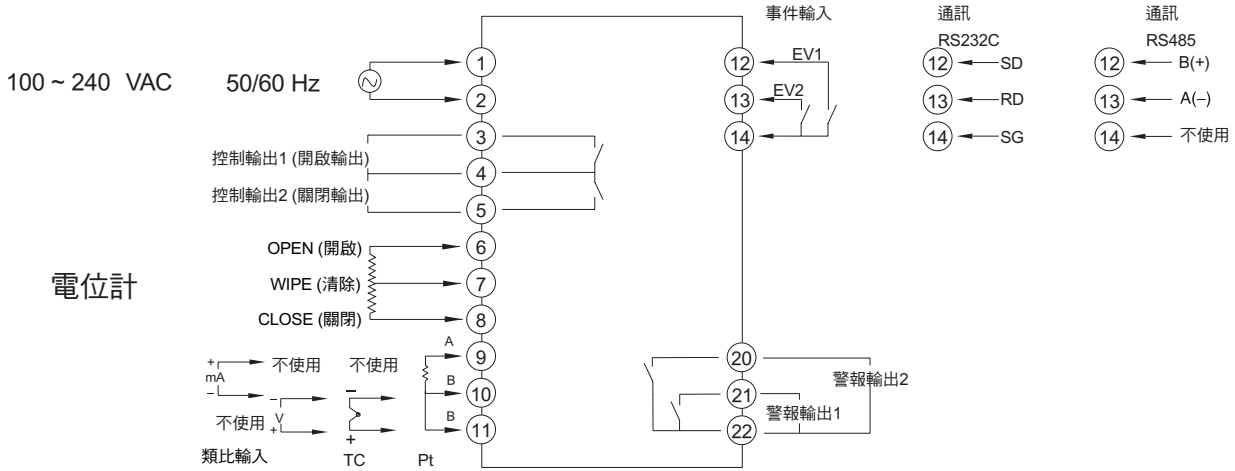 事件輸入
通訊
RS232C
通訊
RS485
100 ~ 240 VAC 50/60 Hz
1
2
3
控制輸出1 (開啟輸出)
4
控制輸出2 (關閉輸出)
5
電位計
OPEN (開啟)
6
WIPE (清除)
7
CLOSE (關閉)
8
+
mA
–
不使用
不使用
–
V
+
類比輸入
不使用
–
+
TC
A
9
B
10
B
11
Pt
12
EV1
13
EV2
14
12 SD
13 RD
14 SG
12 B(+)
13 A(–)
14 不使用
20
警報輸出2
21
警報輸出1
22